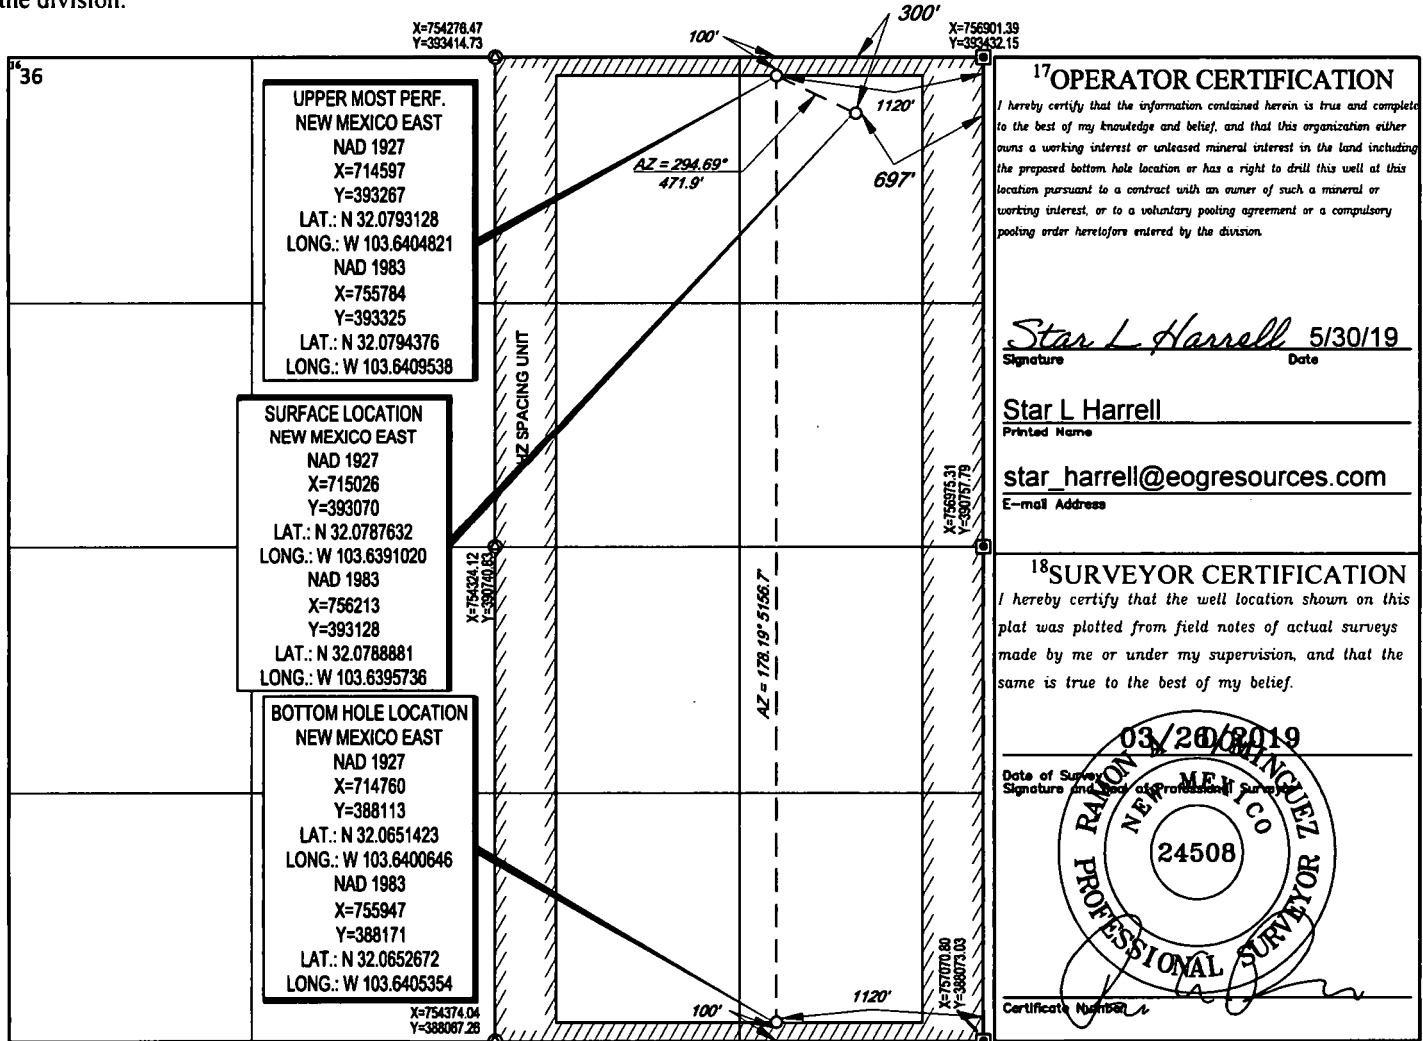 the division.
16
36
X=754276.47
Y=393414.73
100'
300'
X=756901.39
Y=393432.15
1120'
AZ = 294.69°
471.9'
697'
UPPER MOST PERF.
NEW MEXICO EAST
NAD 1927
X=714597
Y=393267
LAT.: N 32.0793128
LONG.: W 103.6404821
NAD 1983
X=755784
Y=393325
LAT.: N 32.0794376
LONG.: W 103.6409538
HZ SPACING UNIT
SURFACE LOCATION
NEW MEXICO EAST
NAD 1927
X=715026
Y=393070
LAT.: N 32.0787632
LONG.: W 103.6391020
NAD 1983
X=756213
Y=393128
LAT.: N 32.0788881
LONG.: W 103.6395736
X=754324.12
Y=390740.83
X=756975.31
Y=390757.79
AZ = 178.19° 5156.7'
BOTTOM HOLE LOCATION
NEW MEXICO EAST
NAD 1927
X=714760
Y=388113
LAT.: N 32.0651423
LONG.: W 103.6400646
NAD 1983
X=755947
Y=388171
LAT.: N 32.0652672
LONG.: W 103.6405354
X=754374.04
Y=388067.26
100'
1120'
X=757070.80
Y=388073.03
17OPERATOR CERTIFICATION
I hereby certify that the information contained herein is true and complete
to the best of my knowledge and belief, and that this organization either
owns a working interest or unleased mineral interest in the land including
the proposed bottom hole location or has a right to drill this well at this
location pursuant to a contract with an owner of such a mineral or
working interest, or to a voluntary pooling agreement or a compulsory
pooling order heretofore entered by the division.
Star L Harrell 5/30/19
Signature Date
Star L Harrell
Printed Name
star_harrell@eogresources.com
E-mail Address
18SURVEYOR CERTIFICATION
I hereby certify that the well location shown on this
plat was plotted from field notes of actual surveys
made by me or under my supervision, and that the
same is true to the best of my belief.
03/26/2019
Date of Survey
Signature and Seal of Professional Surveyor
RAMON A. DOMINGUEZ
NEW MEXICO
24508
PROFESSIONAL SURVEYOR
Certificate Number